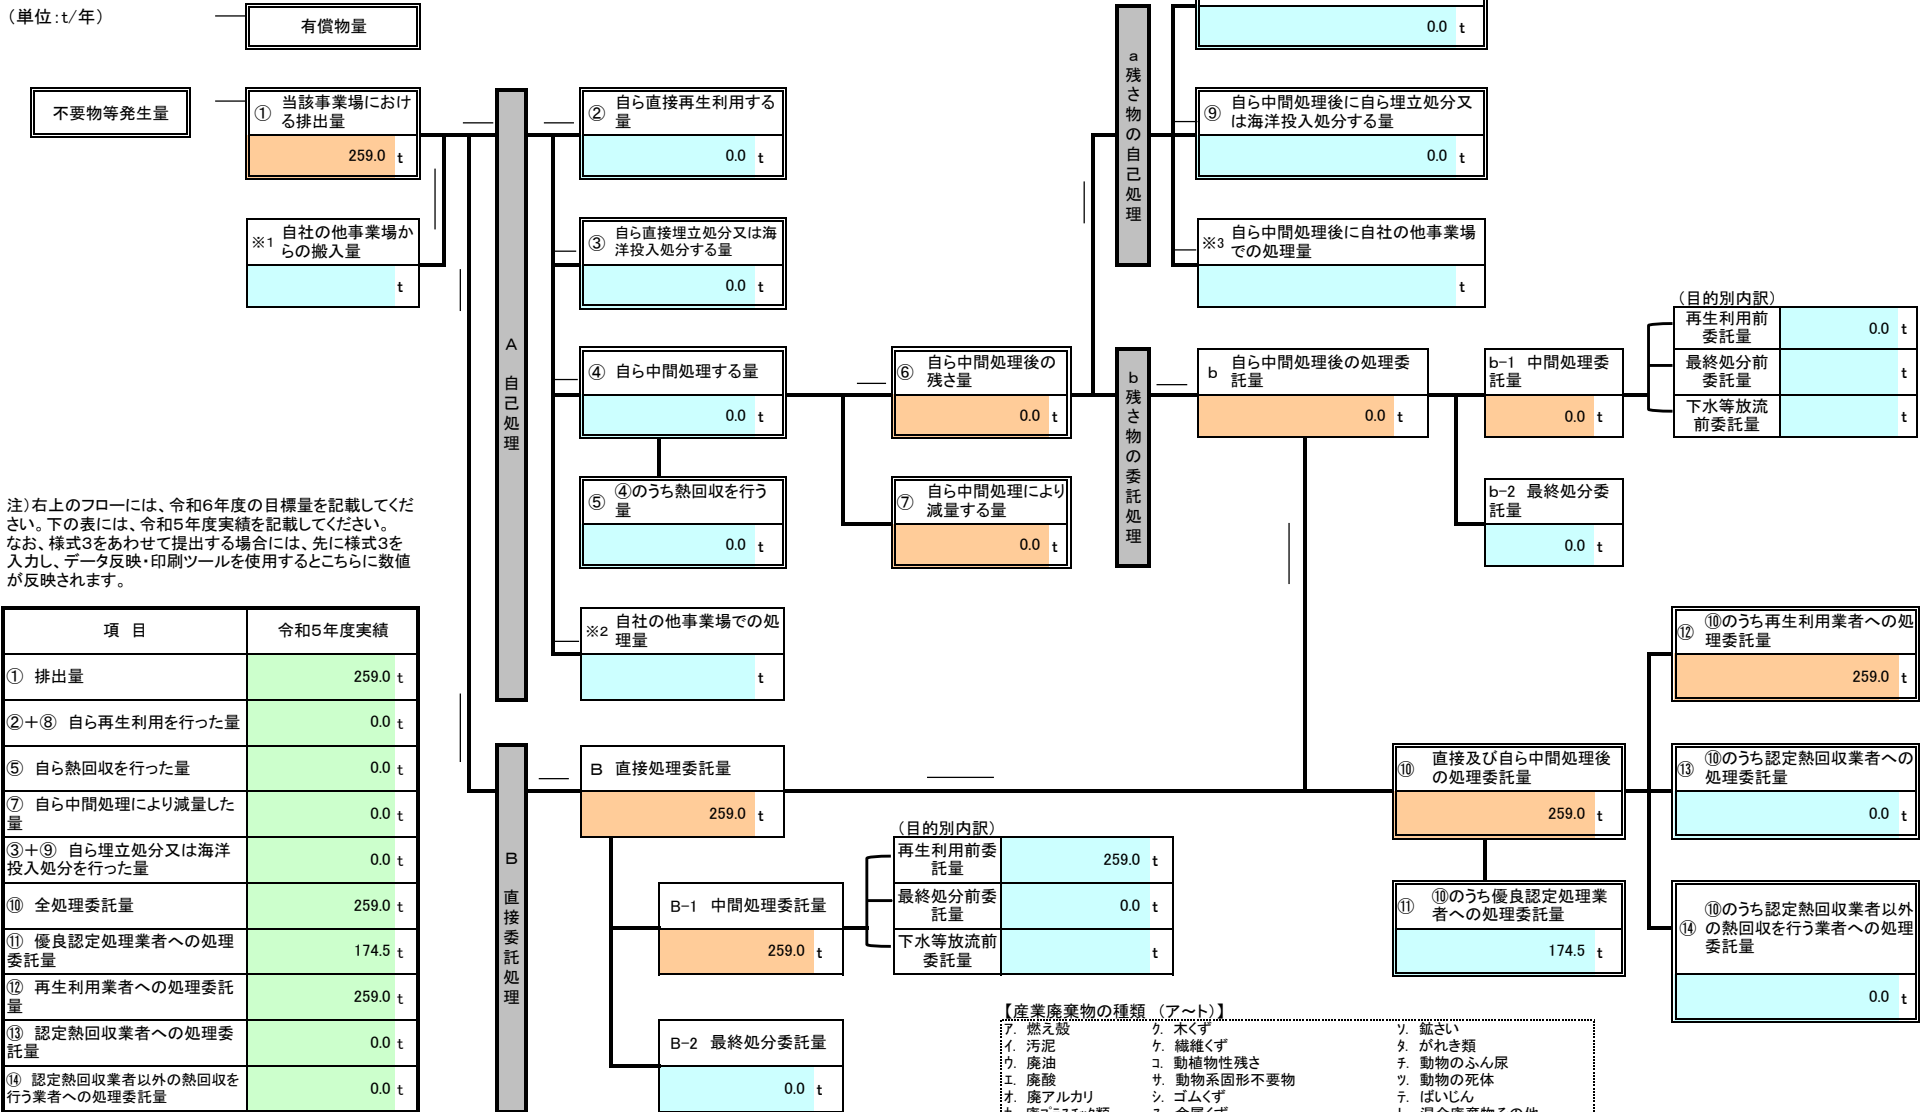 （単位：t/年）
有償物量
不要物等発生量
① 当該事業場におけ
る排出量
259.0 t
※1 自社の他事業場か
らの搬入量
t
A 自己処理
② 自ら直接再生利用する
量
0.0 t
③ 自ら直接埋立処分又は海
洋投入処分する量
0.0 t
④ 自ら中間処理する量
0.0 t
⑤ ④のうち熱回収を行う
量
0.0 t
※2 自社の他事業場での処
理量
t
⑥ 自ら中間処理後の
残さ量
0.0 t
⑦ 自ら中間処理により
減量する量
0.0 t
a 残さ物の自己処理
0.0 t
⑨ 自ら中間処理後に自ら埋立処分又
は海洋投入処分する量
0.0 t
※3 自ら中間処理後に自社の他事業場
での処理量
t
b 残さ物の委託処理
b 自ら中間処理後の処理委
託量
0.0 t
b-1 中間処理委
託量
0.0 t
（目的別内訳）
再生利用前
委託量
0.0 t
最終処分前
委託量
t
下水等放流
前委託量
t
b-2 最終処分委
託量
0.0 t
注）右上のフローには、令和6年度の目標量を記載してくだ
さい。下の表には、令和5年度実績を記載してください。
なお、様式3をあわせて提出する場合には、先に様式3を
入力し、データ反映・印刷ツールを使用するとこちらに数値
が反映されます。
項 目 令和5年度実績
① 排出量 259.0 t
②＋⑧ 自ら再生利用を行った量 0.0 t
⑤ 自ら熱回収を行った量 0.0 t
⑦ 自ら中間処理により減量した
量 0.0 t
③＋⑨ 自ら埋立処分又は海洋
投入処分を行った量 0.0 t
⑩ 全処理委託量 259.0 t
⑪ 優良認定処理業者への処理
委託量 174.5 t
⑫ 再生利用業者への処理委託
量 259.0 t
⑬ 認定熱回収業者への処理委
託量 0.0 t
⑭ 認定熱回収業者以外の熱回収を
行う業者への処理委託量 0.0 t
B 直接委託処理
B 直接処理委託量
259.0 t
B-1 中間処理委託量
259.0 t
B-2 最終処分委託量
0.0 t
（目的別内訳）
再生利用前委
託量
259.0 t
最終処分前委
託量
0.0 t
下水等放流前
委託量
t
⑩ 直接及び自ら中間処理後
の処理委託量
259.0 t
⑪ ⑩のうち優良認定処理業
者への処理委託量
174.5 t
⑫ ⑩のうち再生利用業者への処
理委託量
259.0 t
⑬ ⑩のうち認定熱回収業者への
処理委託量
0.0 t
⑭ ⑩のうち認定熱回収業者以外
の熱回収を行う業者への処理
委託量
0.0 t
【産業廃棄物の種類 （ア～ト）】
ア. 燃え殻 ク. 木くず ソ. 鉱さい
イ. 汚泥 ケ. 繊維くず タ. がれき類
ウ. 廃油 コ. 動植物性残さ チ. 動物のふん尿
エ. 廃酸 サ. 動物系固形不要物 ツ. 動物の死体
オ. 廃アルカリ シ. ゴムくず テ. ばいじん